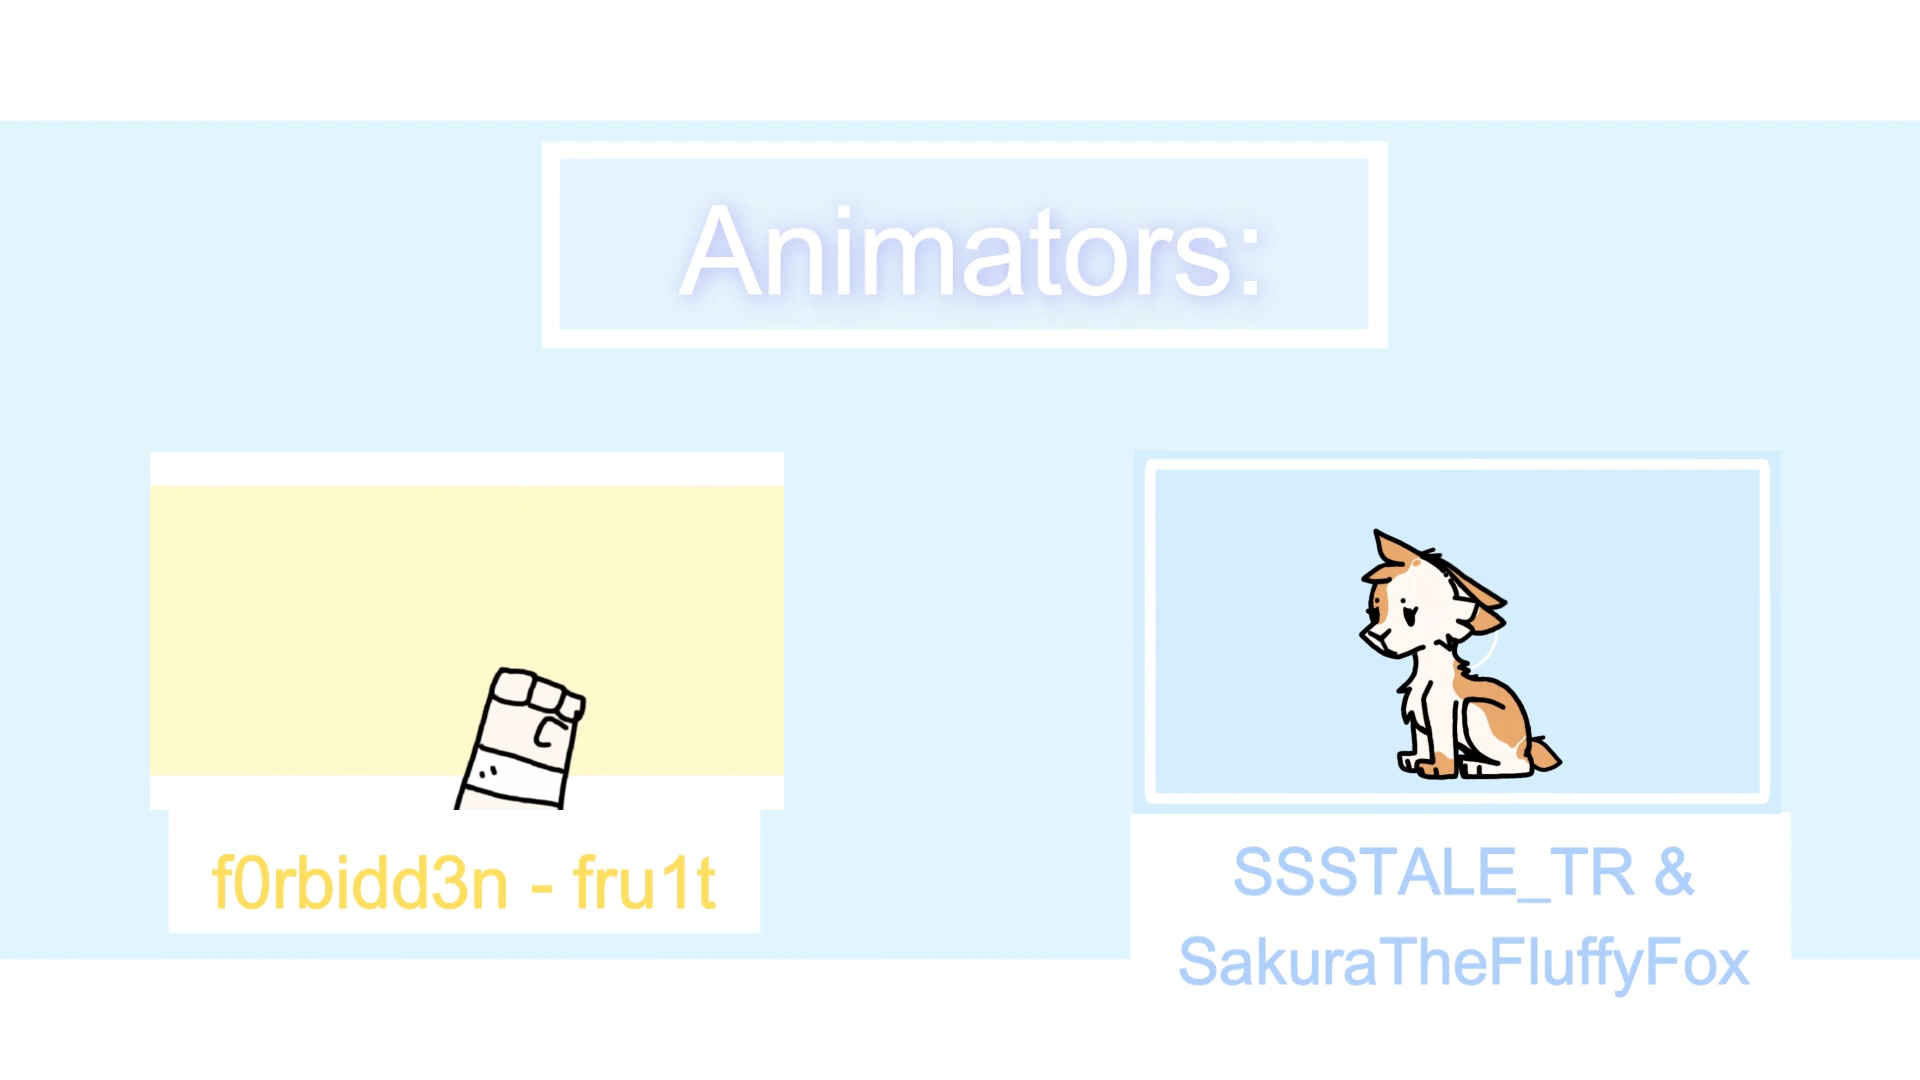 Animators:
f0rbidd3n - fru1t
SSSTALE_TR &
SakuraTheFluffyFox